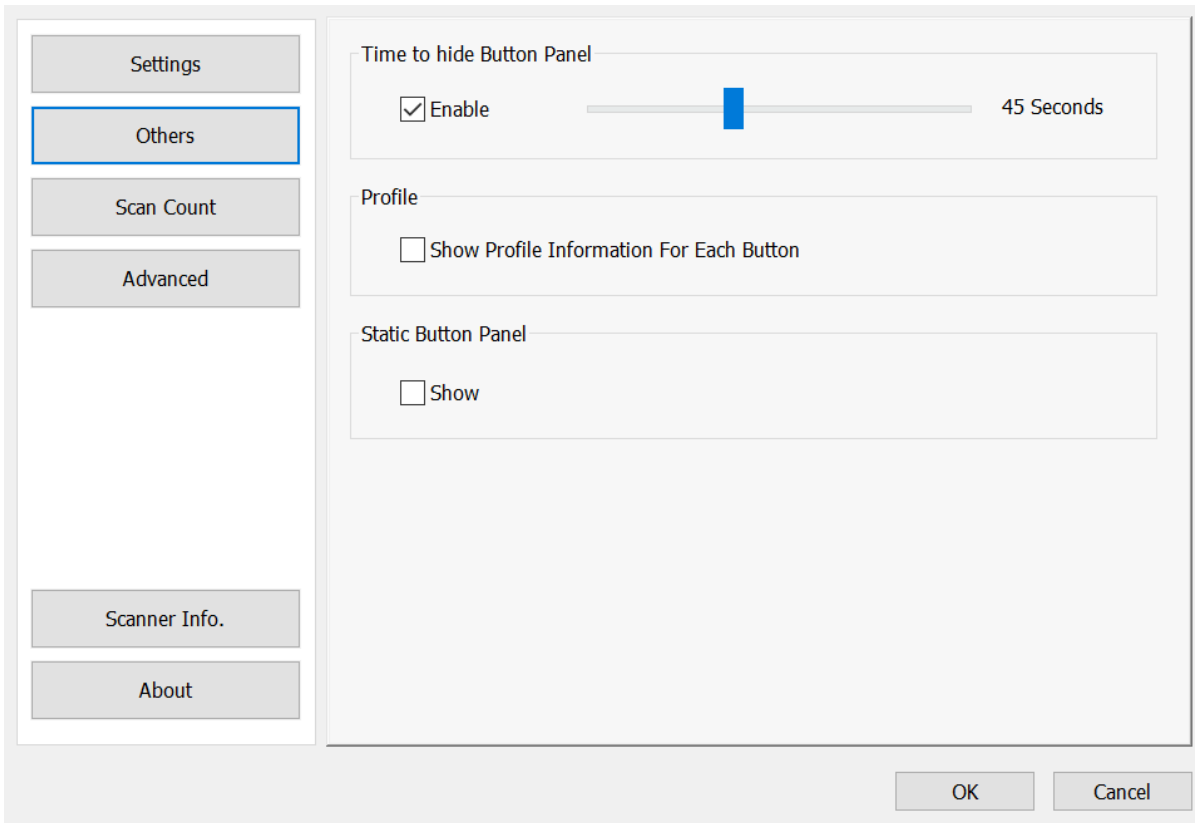 Settings
Others
Scan Count
Advanced
Scanner Info.
About
Time to hide Button Panel
Enable
45 Seconds
Profile
Show Profile Information For Each Button
Static Button Panel
Show
OK
Cancel